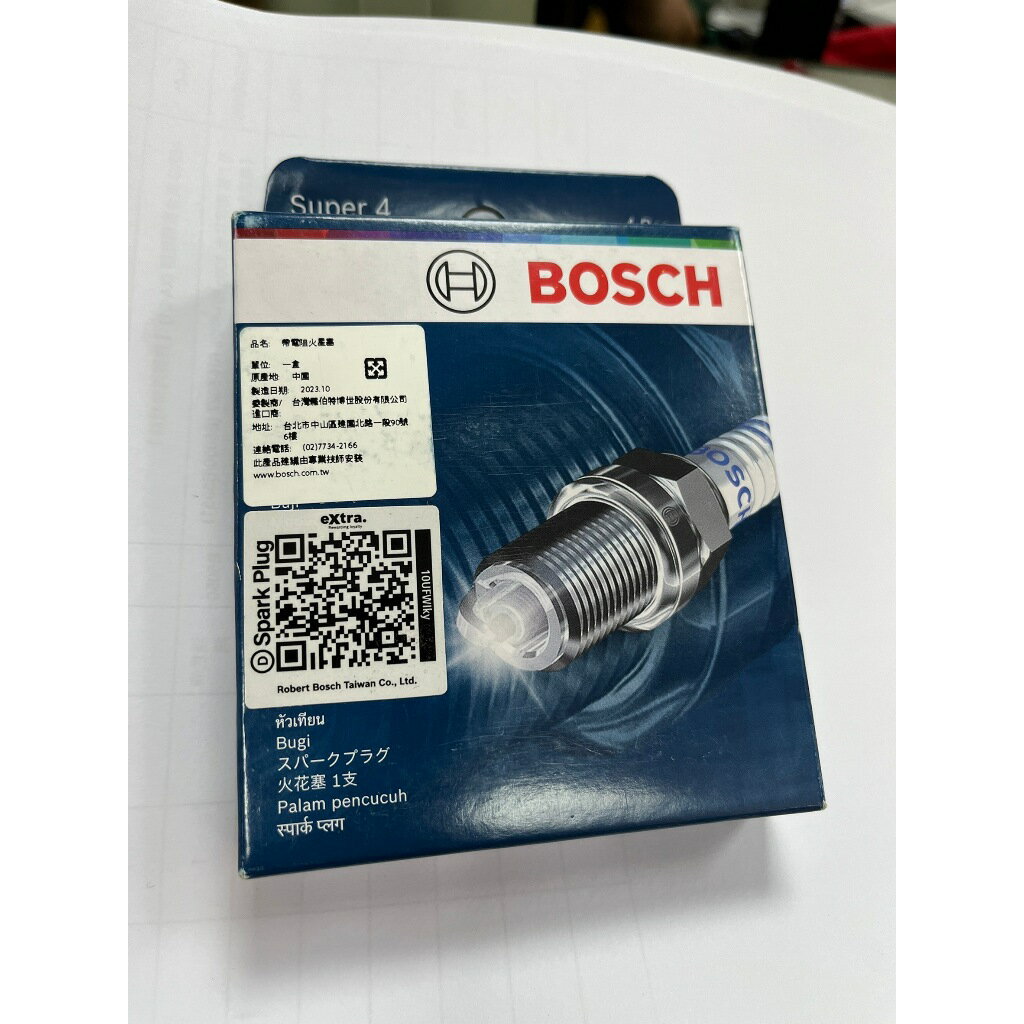 Super 4
BOSCH
品名: 帶電阻火星塞
單位: 一盒
原產地: 中國
製造日期: 2023.10
委製商/ 台灣羅伯特博世股份有限公司
進口商:
地址: 台北市中山區建國北路一段90號
6樓
連絡電話: (02)7734-2166
此產品建議由專業技師安裝
www.bosch.com.tw
eXtra.
Rewarding loyalty
D Spark Plug
10UFWIky
Robert Bosch Taiwan Co., Ltd.
หัวเทียน
Bugi
スパークプラグ
火花塞 1支
Palam pencucuh
स्पार्क प्लग
BOSCH